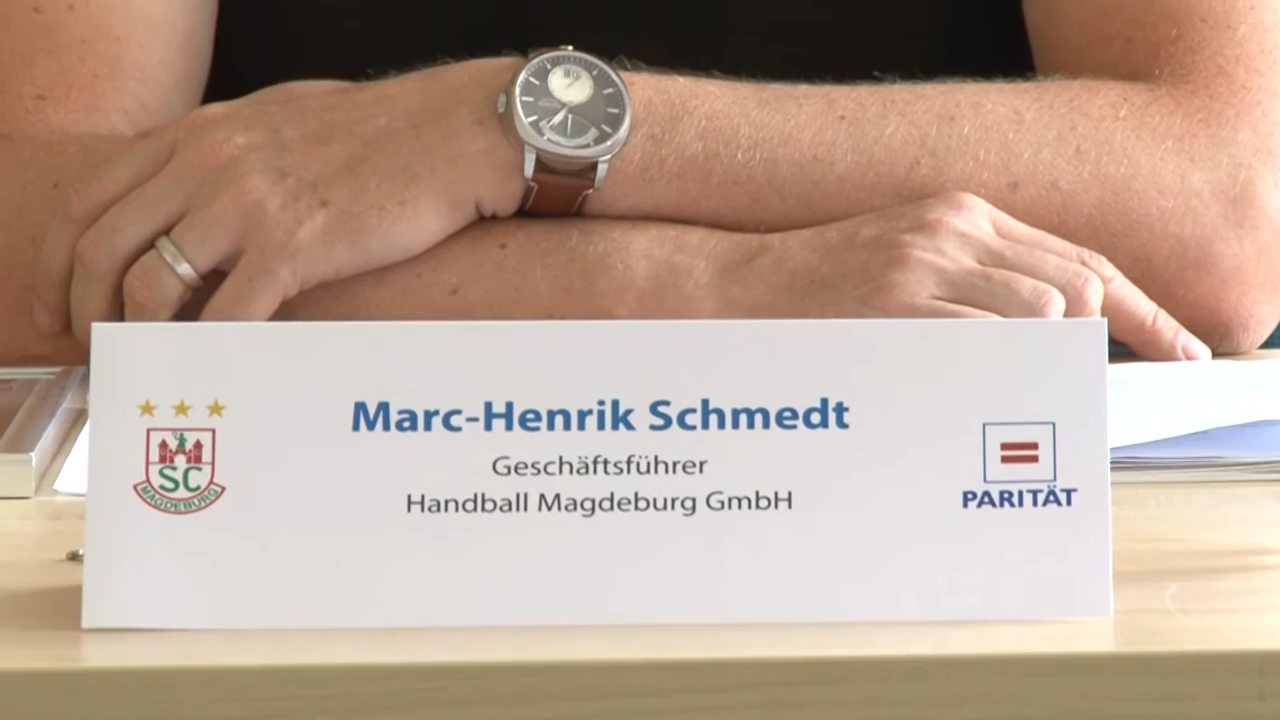 Marc-Henrik Schmedt
Geschäftsführer
Handball Magdeburg GmbH
SC
MAGDEBURG
PARITÄT